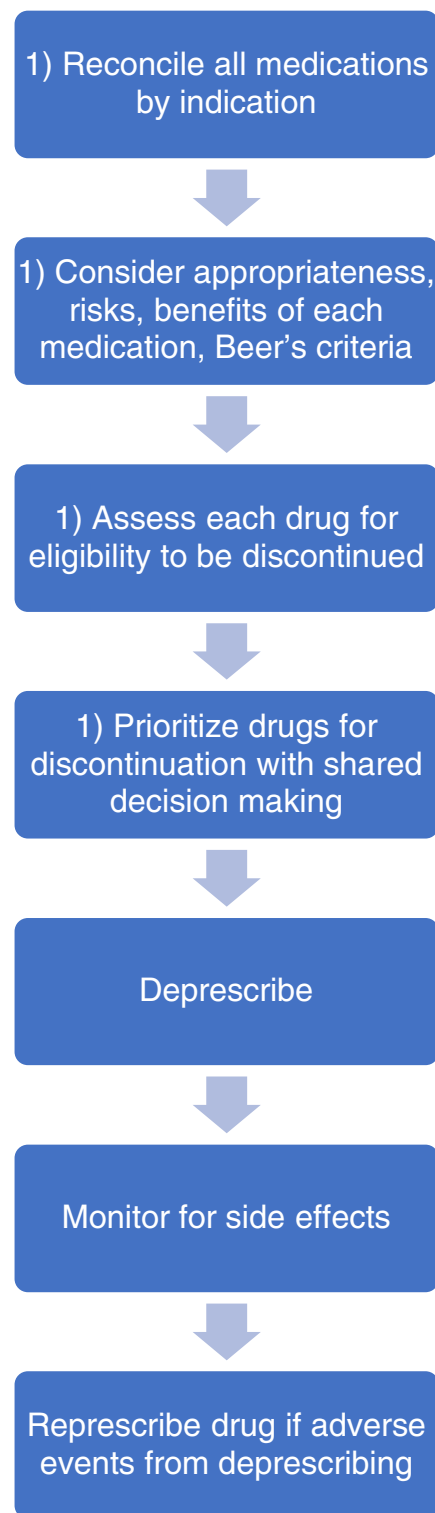 1) Reconcile all medications
by indication
1) Consider appropriateness,
risks, benefits of each
medication, Beer’s criteria
1) Assess each drug for
eligibility to be discontinued
1) Prioritize drugs for
discontinuation with shared
decision making
Deprescribe
Monitor for side effects
Represcribe drug if adverse
events from deprescribing